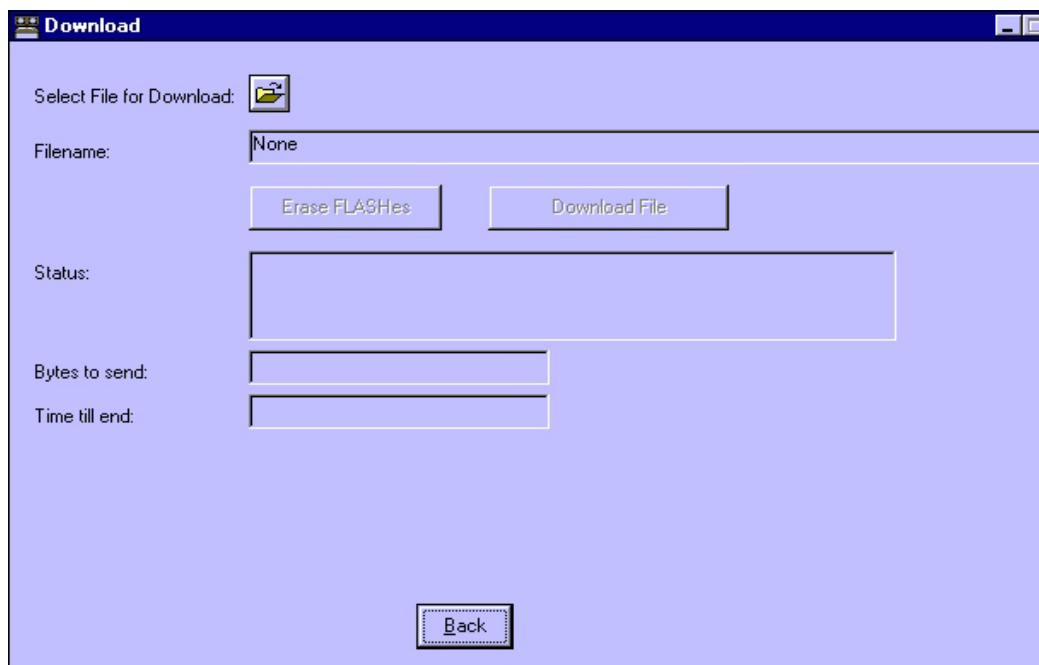 Download
Select File for Download:
Filename: None
Erase FLASHes Download File
Status:
Bytes to send:
Time till end:
Back